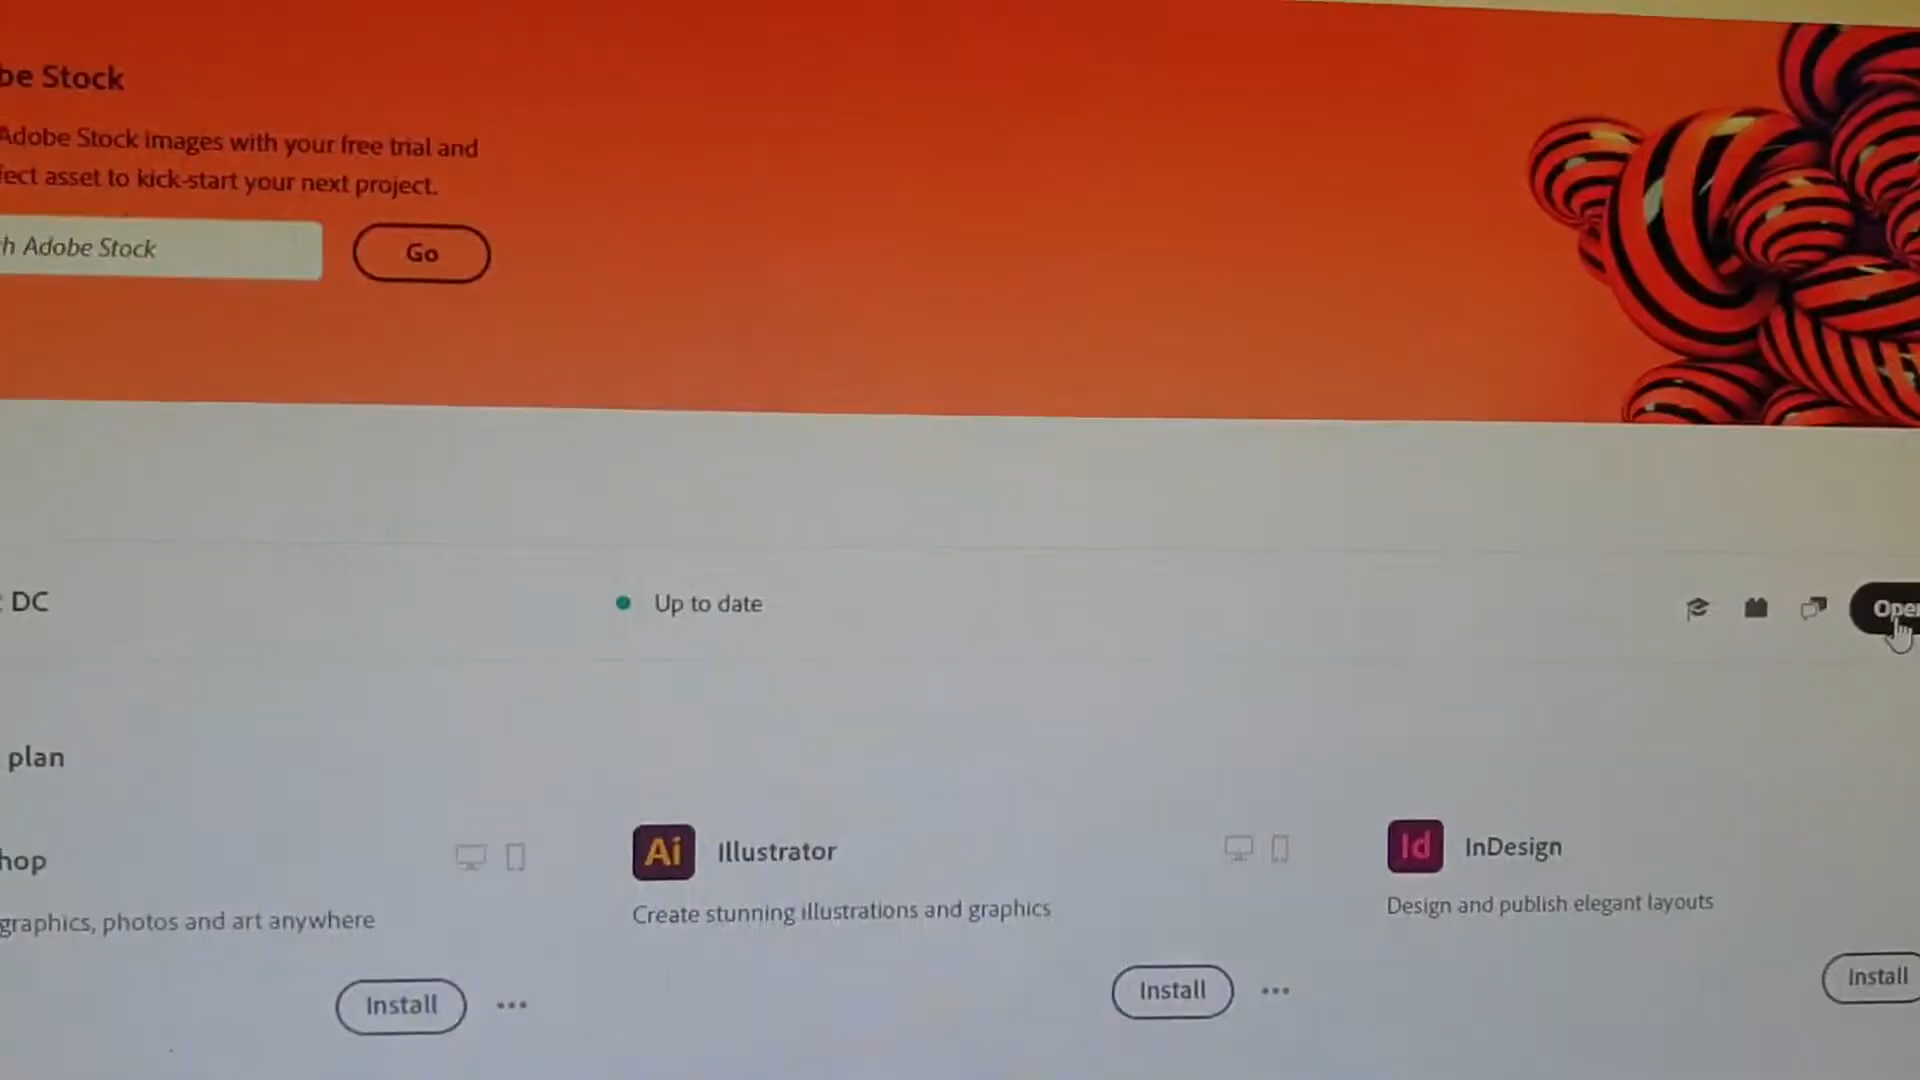 be Stock
Adobe Stock images with your free trial and
fect asset to kick-start your next project.
h Adobe Stock
Go
DC
Up to date
Open
plan
hop
graphics, photos and art anywhere
Install
Ai Illustrator
Create stunning illustrations and graphics
Install
Id InDesign
Design and publish elegant layouts
Install